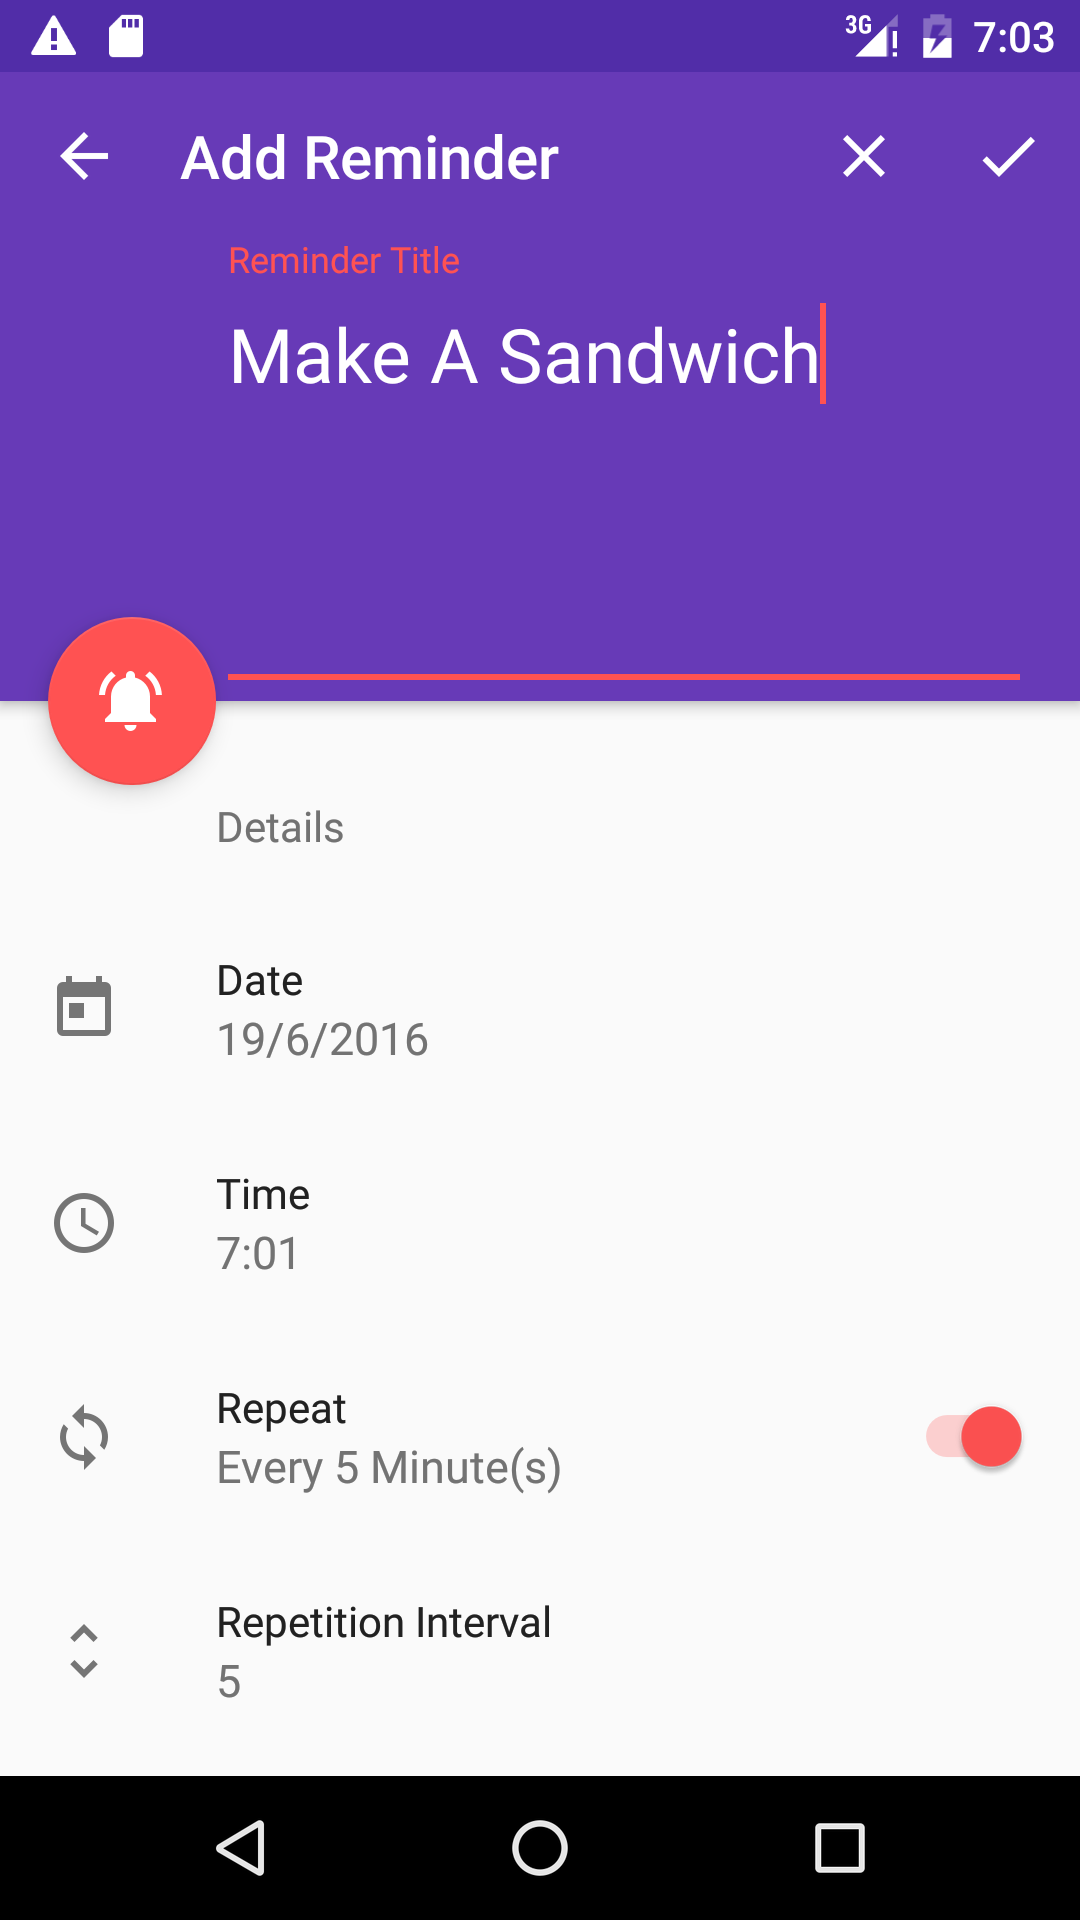 3G 7:03
Add Reminder
Reminder Title
Make A Sandwich
Details
Date
19/6/2016
Time
7:01
Repeat
Every 5 Minute(s)
Repetition Interval
5